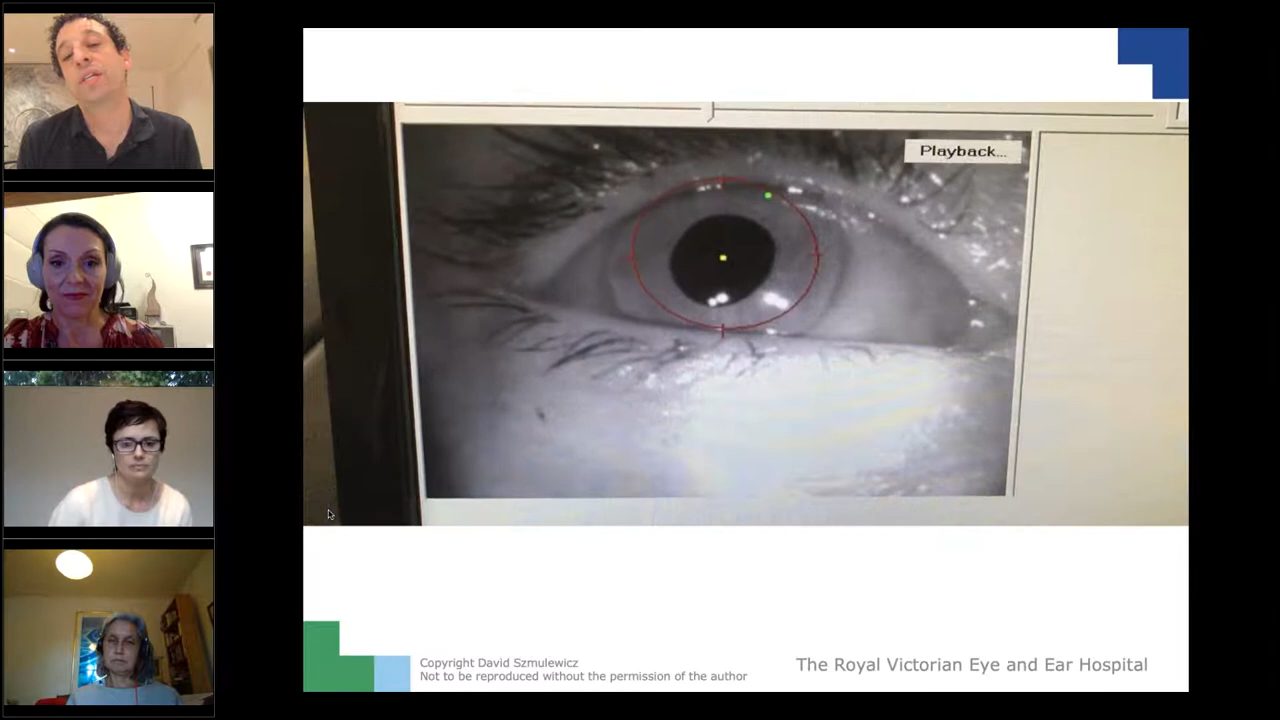 Playback...
Copyright David Szmulewicz
Not to be reproduced without the permission of the author
The Royal Victorian Eye and Ear Hospital